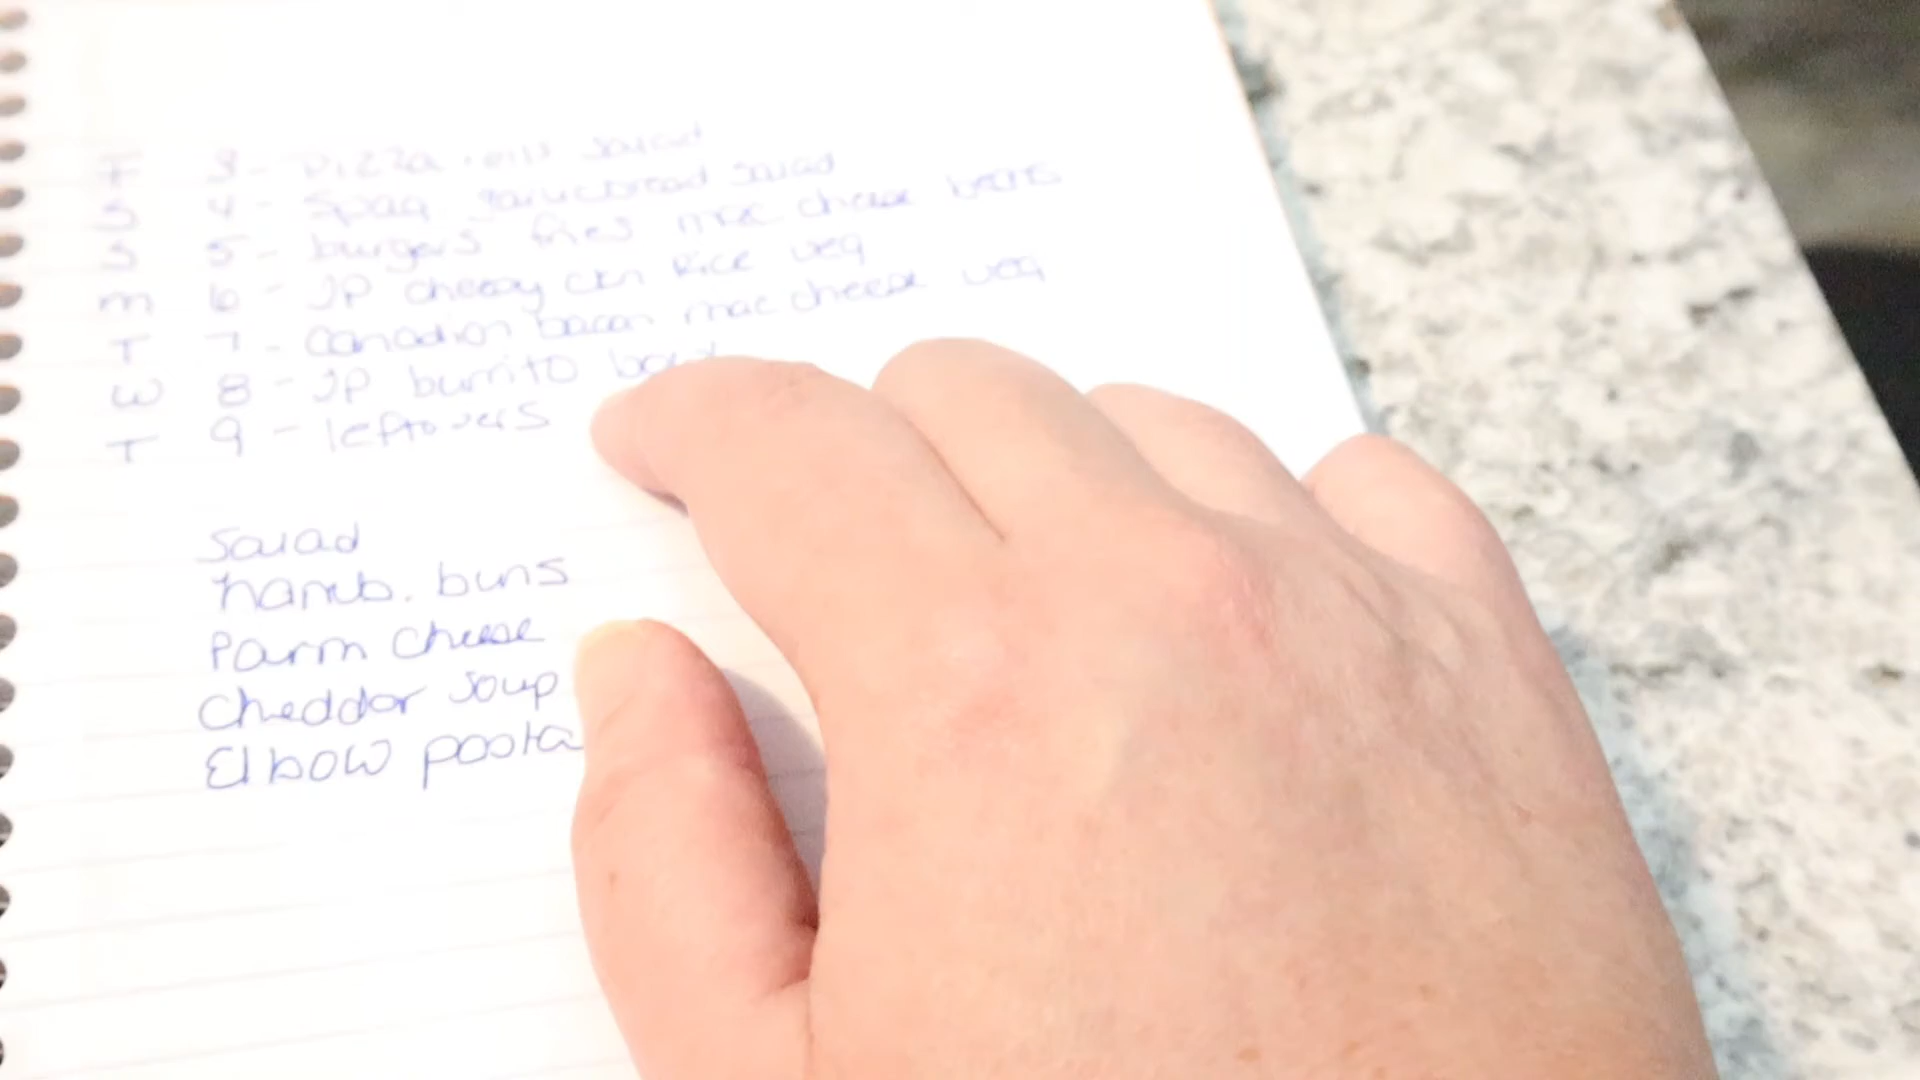 F 3 - Pizza salad
S 4 - Spag garlicbread salad
S 5 - burgers fries mac cheese beans
m 6 - IP cheesy ckn Rice veg
T 7 - Canadian bacon mac cheese veg
W 8 - IP burrito
T 9 - leftovers
Salad
hamb. buns
Parm Cheese
Cheddar soup
Elbow pasta